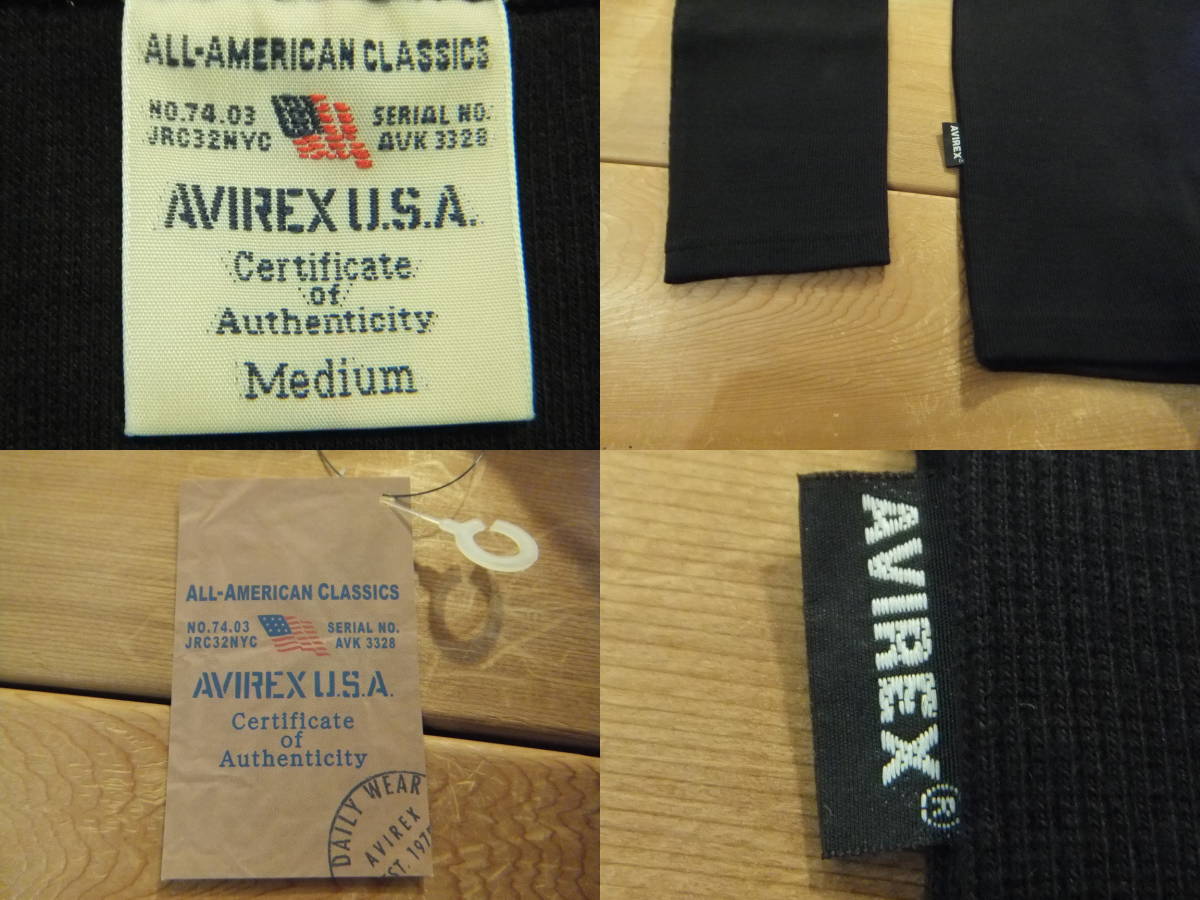 ALL-AMERICAN CLASSICS
NO.74.03 SERIAL NO.
JRC32NYC AVK 3328
AVIREX U.S.A.
Certificate
of
Authenticity
Medium
AVIREX
ALL-AMERICAN CLASSICS
NO.74.03 SERIAL NO.
JRC32NYC AVK 3328
AVIREX U.S.A.
Certificate
of
Authenticity
DAILY WEAR
AVIREX
AVIREX®